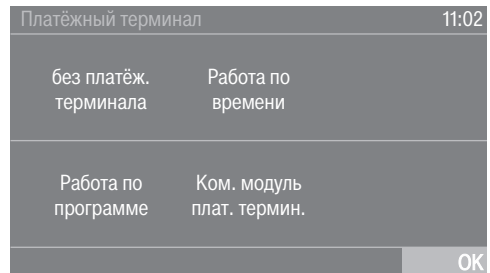 Платёжный терминал 11:02
без платёж. Работа по
терминала времени
Работа по Ком. модуль
программе плат. термин.
OK